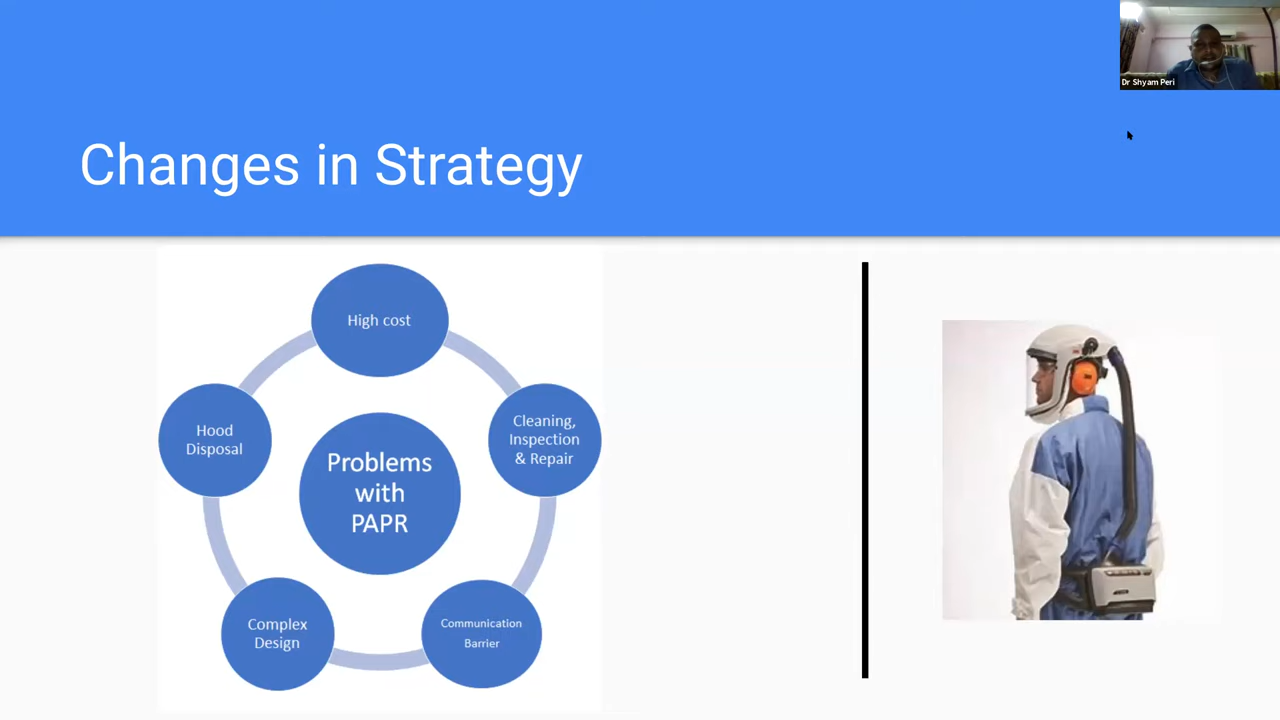 Dr Shyam Peri
Changes in Strategy
High cost
Cleaning,
Inspection
& Repair
Communication
Barrier
Complex
Design
Hood
Disposal
Problems
with
PAPR